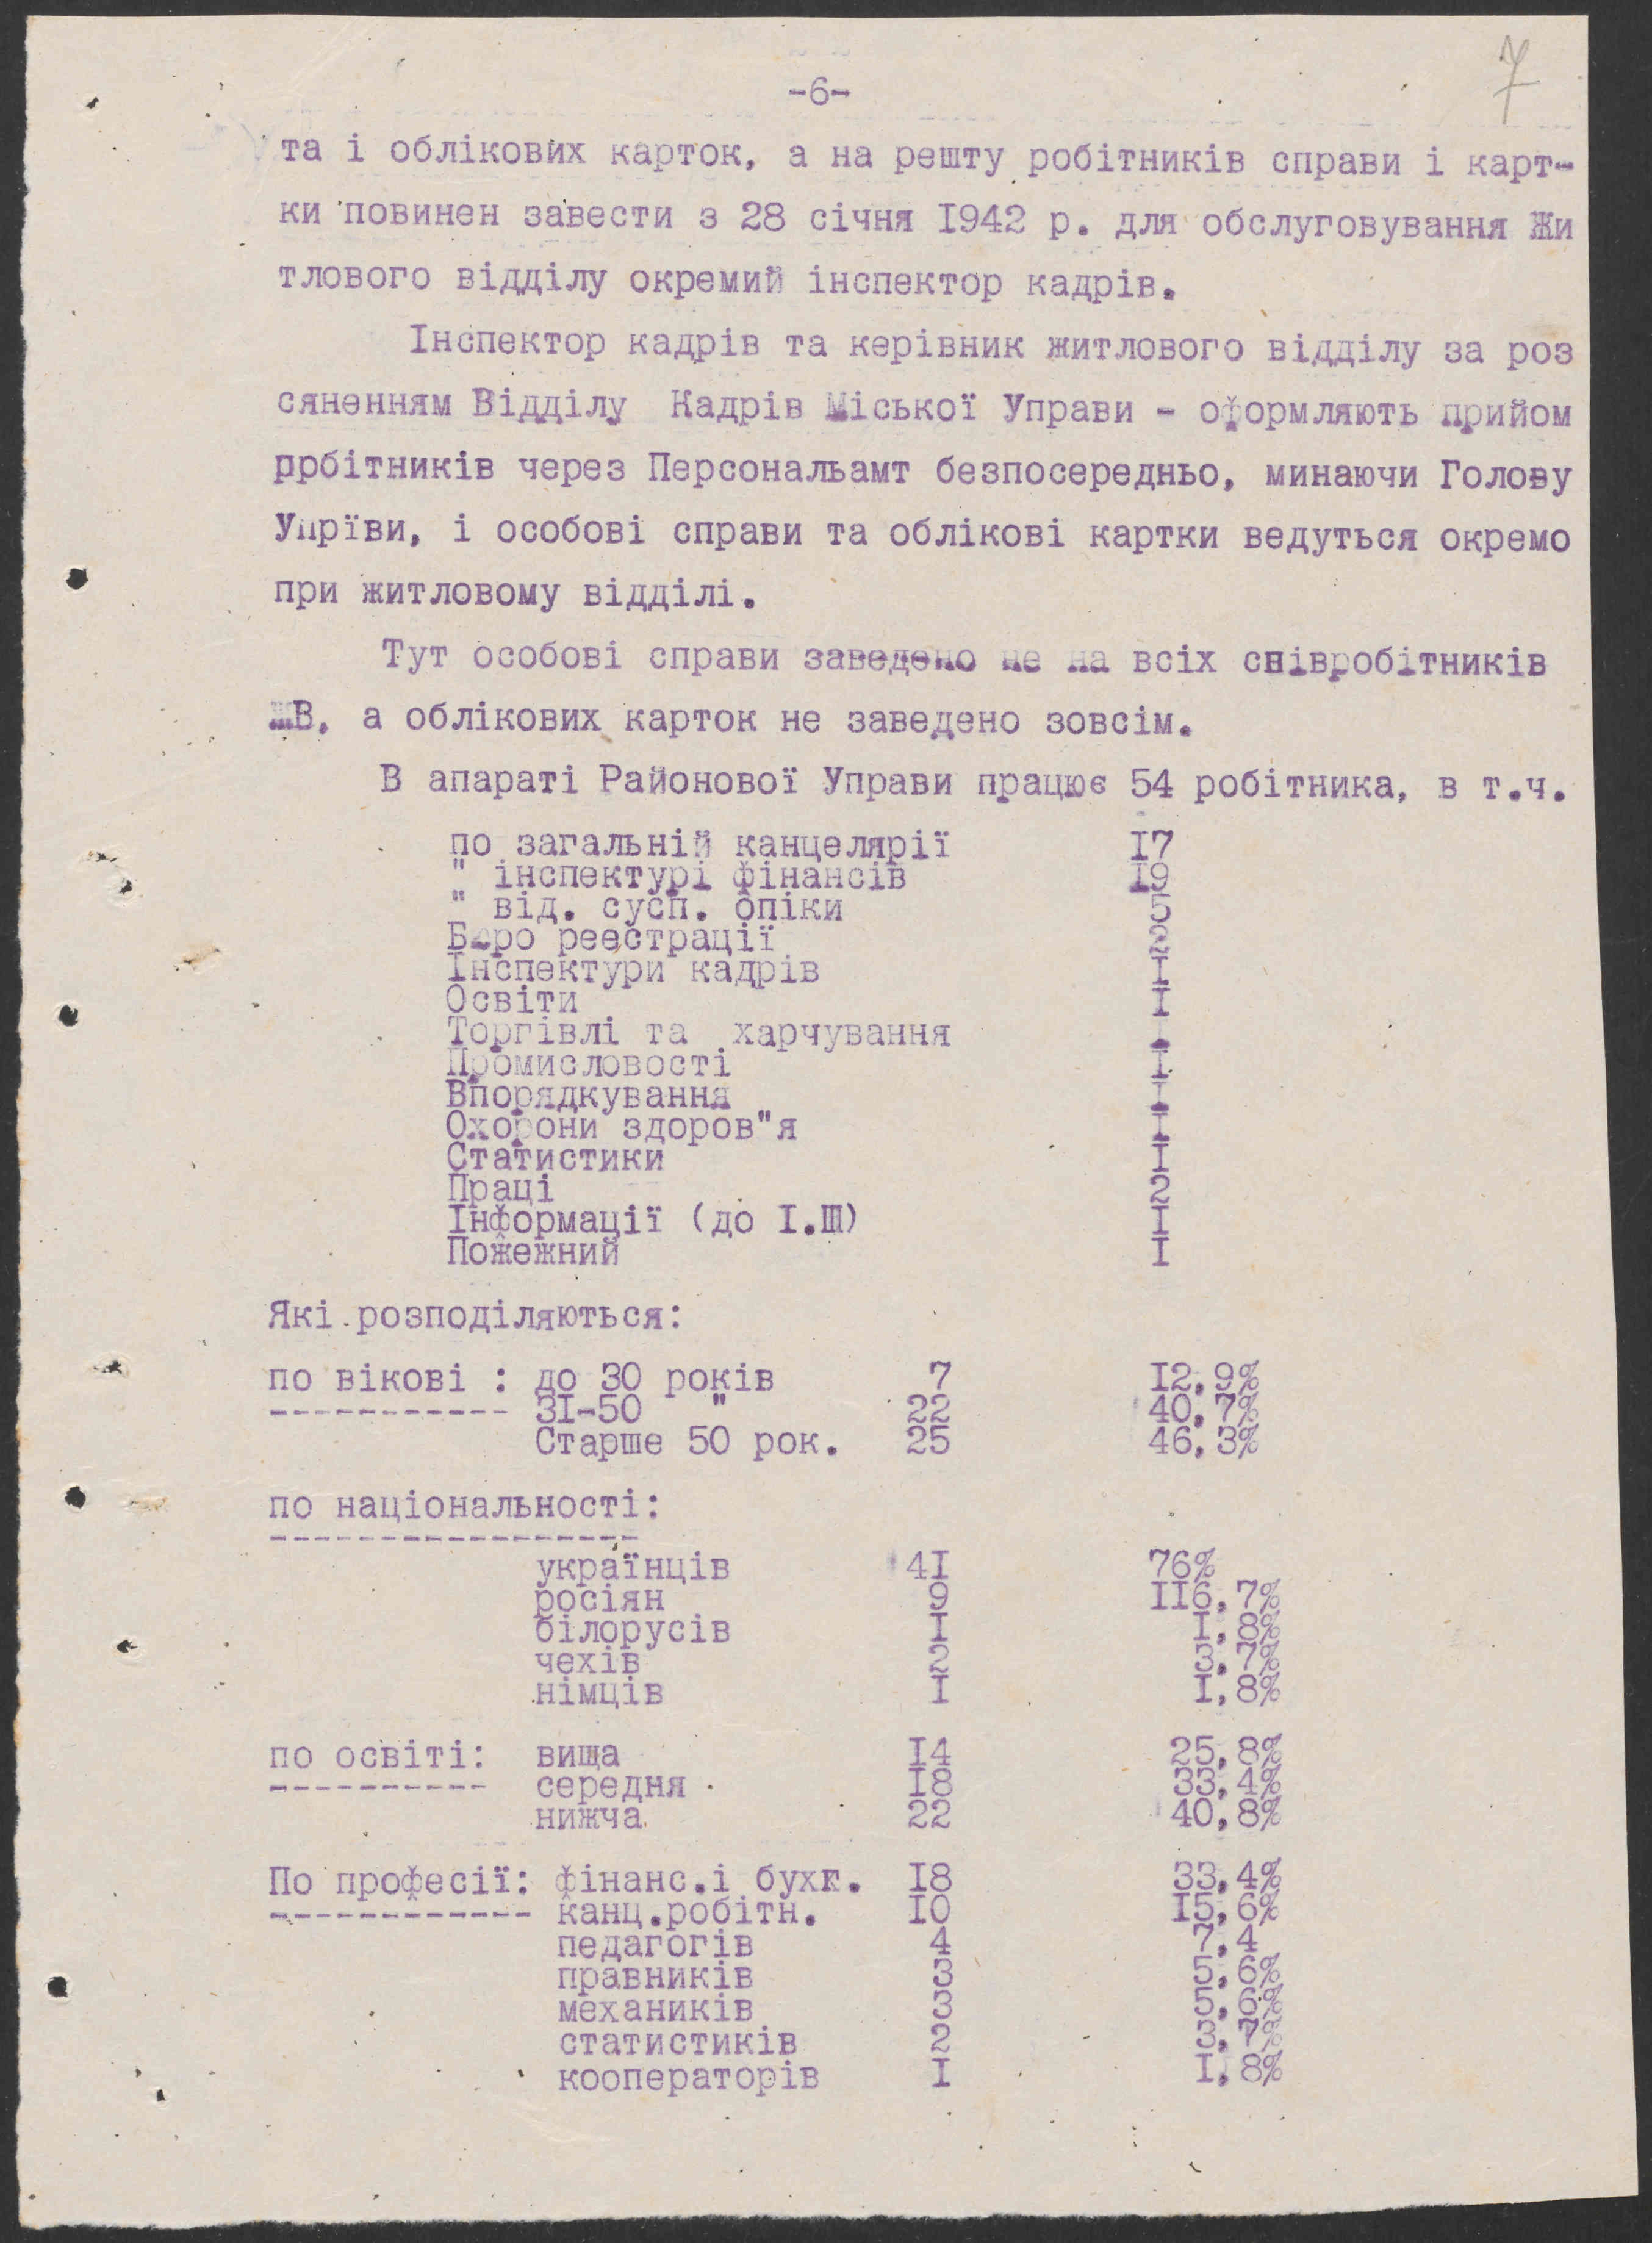 7
-6-
та і облікових карток, а на решту робітників справи і карт-
ки повинен завести з 28 січня I942 р. для обслуговування Жи
тлового відділу окремий інспектор кадрів.
Інспектор кадрів та керівник житлового відділу за роз
сяненням Відділу Кадрів Міської Управи - оформляють прийом
ррбітників через Персональамт безпосередньо, минаючи Голову
Упрїви, і особові справи та облікові картки ведуться окремо
при житловому відділі.
Тут особові справи заведено не на всіх співробітників
ЖВ, а облікових карток не заведено зовсім.
В апараті Районової Управи працює 54 робітника, в т.ч.
по загальній канцелярії I7
" інспектурі фінансів I9
" від. сусп. опіки 5
Бюро реєстрації 2
Інспектури кадрів I
Освіти I
Торгівлі та харчування I
Промисловості I
Впорядкування I
Охорони здоров"я I
Статистики I
Праці 2
Інформації (до I.Ш) I
Пожежний I
Які розподіляються:
по вікові : до 30 років 7 I2,9%
----------- 3I-50 " 22 40,7%
Старше 50 рок. 25 46,3%
по національності:
-----------------
українців 4I 76%
росіян 9 II6,7%
білорусів I I,8%
чехів 2 3,7%
німців I I,8%
по освіті: вища I4 25,8%
---------- середня I8 33,4%
нижча 22 40,8%
По професії: фінанс.і бухг. I8 33,4%
------------ канц.робітн. I0 I5,6%
педагогів 4 7,4
правників 3 5,6%
механиків 3 5,6%
статистиків 2 3,7%
кооператорів I I,8%